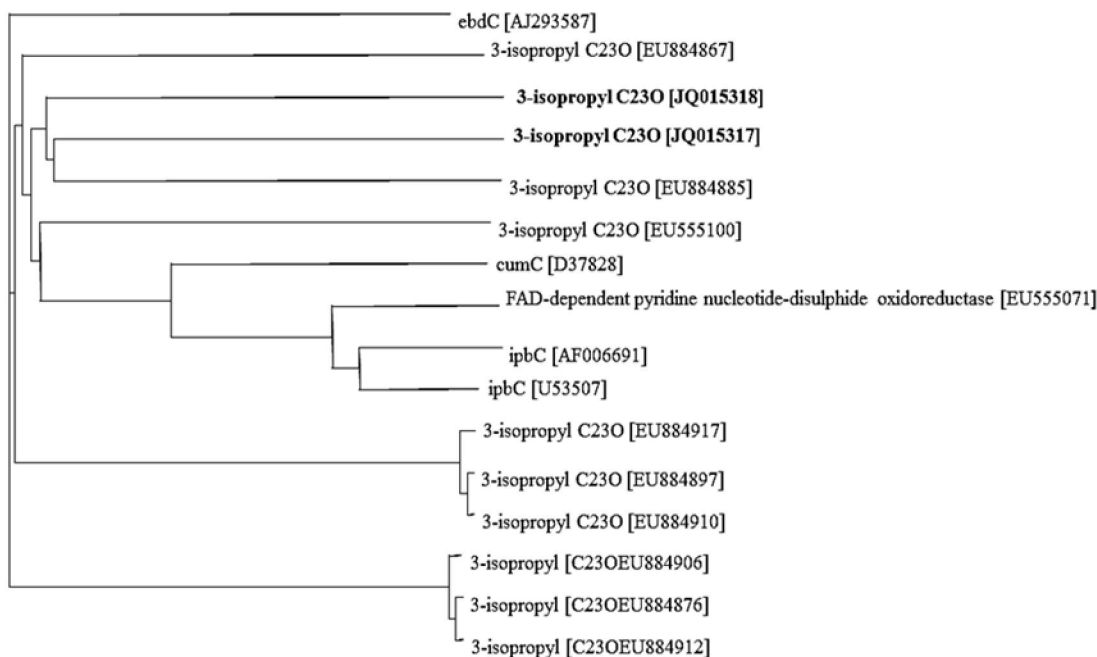 ebdC [AJ293587]
3-isopropyl C23O [EU884867]
3-isopropyl C23O [JQ015318]
3-isopropyl C23O [JQ015317]
3-isopropyl C23O [EU884885]
3-isopropyl C23O [EU555100]
cumC [D37828]
FAD-dependent pyridine nucleotide-disulphide oxidoreductase [EU555071]
ipbC [AF006691]
ipbC [U53507]
3-isopropyl C23O [EU884917]
3-isopropyl C23O [EU884897]
3-isopropyl C23O [EU884910]
3-isopropyl [C23OEU884906]
3-isopropyl [C23OEU884876]
3-isopropyl [C23OEU884912]